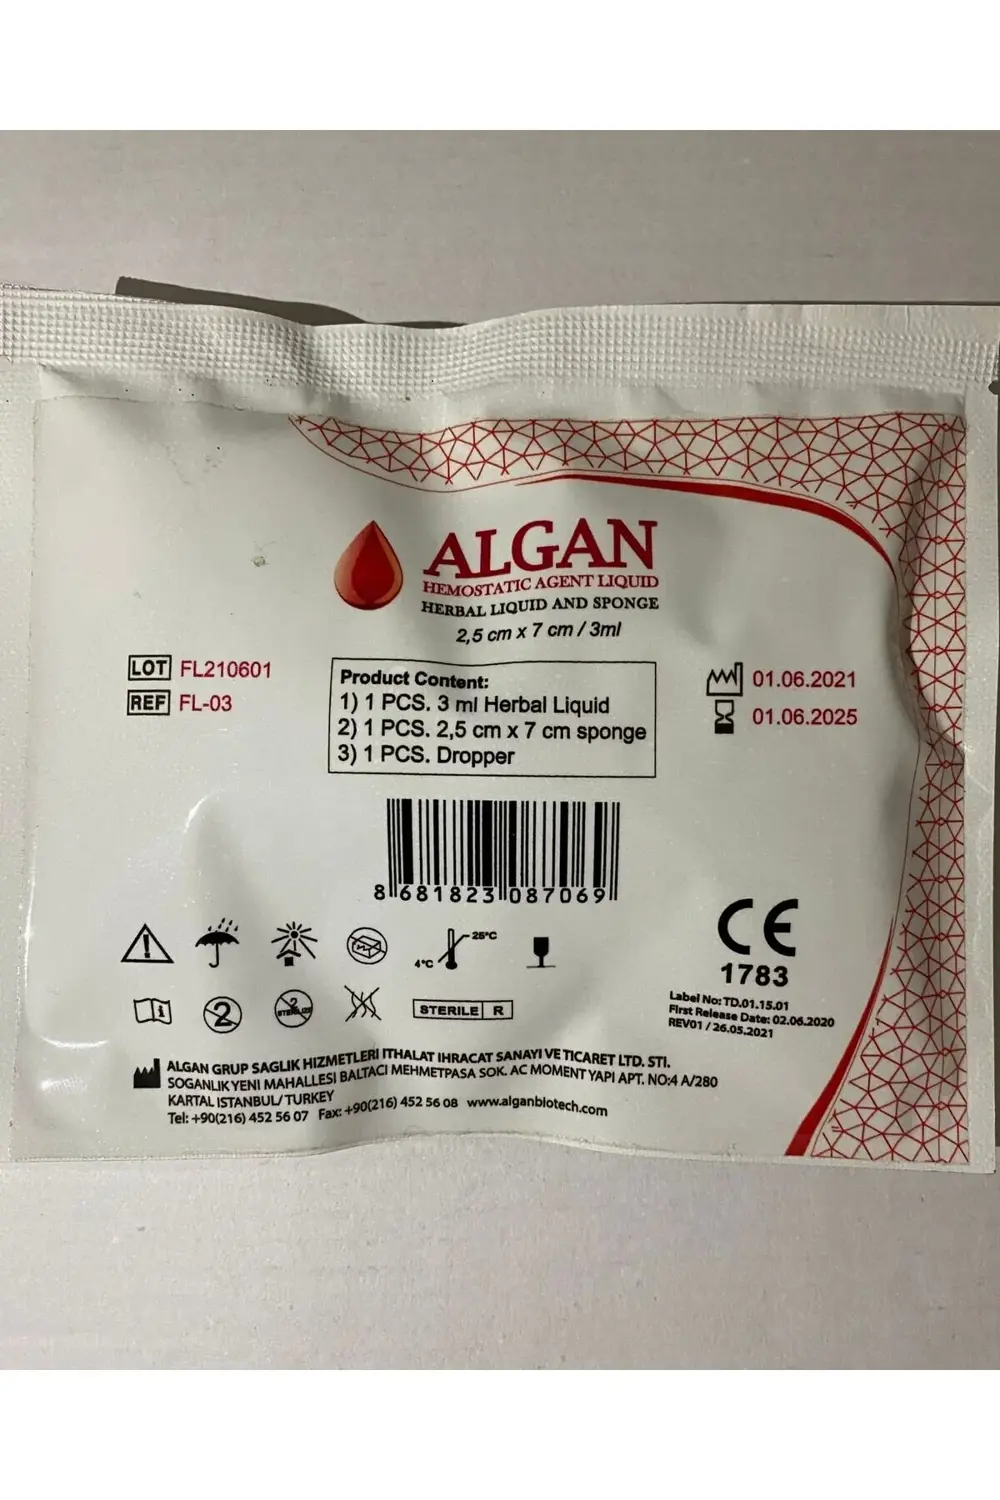 ALGAN
HEMOSTATIC AGENT LIQUID
HERBAL LIQUID AND SPONGE
2,5 cm x 7 cm / 3ml
LOT FL210601
REF FL-03
Product Content:
1) 1 PCS. 3 ml Herbal Liquid
2) 1 PCS. 2,5 cm x 7 cm sponge
3) 1 PCS. Dropper
01.06.2021
01.06.2025
8 681823 087069
4°C 25°C
2
2 STERILIZE
STERILE R
CE
1783
Label No: TD.01.15.01
First Release Date: 02.06.2020
REV01 / 26.05.2021
ALGAN GRUP SAGLIK HIZMETLERI ITHALAT IHRACAT SANAYI VE TICARET LTD. STI.
SOGANLIK YENI MAHALLESI BALTACI MEHMETPASA SOK. AC MOMENT YAPI APT. NO:4 A/280
KARTAL ISTANBUL/ TURKEY
Tel: +90(216) 452 56 07 Fax: +90(216) 452 56 08 www.alganbiotech.com